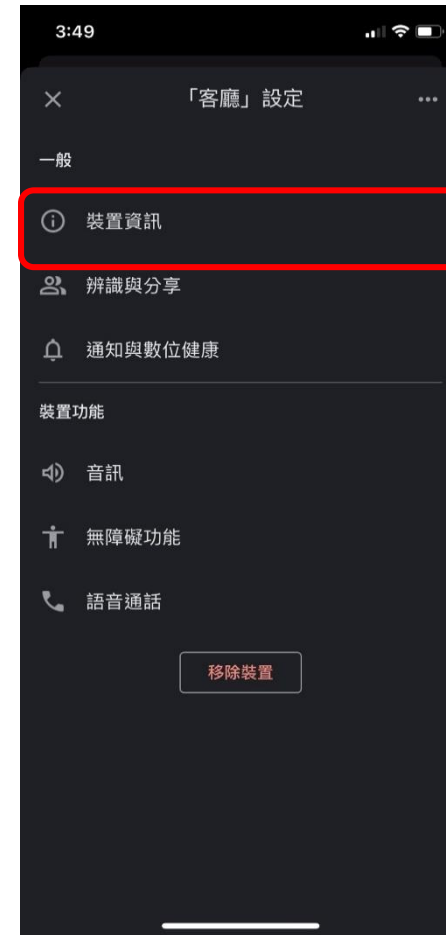 3:49
「客廳」設定
一般
裝置資訊
辨識與分享
通知與數位健康
裝置功能
音訊
無障礙功能
語音通話
移除裝置